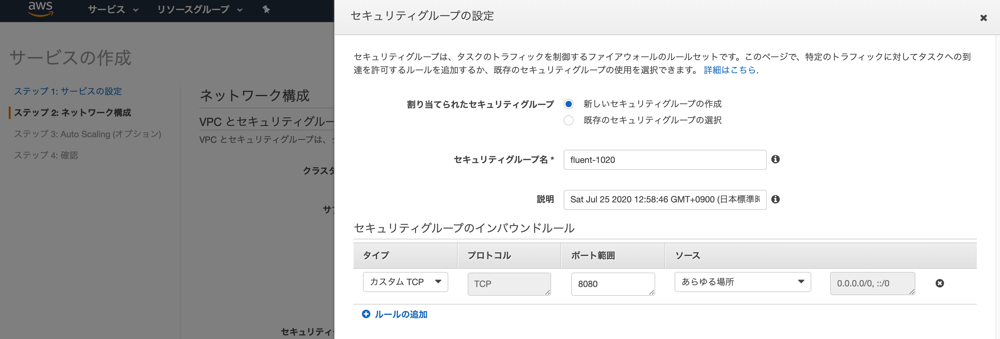 aws
サービス
リソースグループ
サービスの作成
ステップ 1: サービスの設定
ステップ 2: ネットワーク構成
ステップ 3: Auto Scaling (オプション)
ステップ 4: 確認
ネットワーク構成
VPC とセキュリティグルー
VPC とセキュリティグループは、
クラスタ
サブ
セキュリティ
セキュリティグループの設定
セキュリティグループは、タスクのトラフィックを制御するファイアウォールのルールセットです。このページで、特定のトラフィックに対してタスクへの到
達を許可するルールを追加するか、既存のセキュリティグループの使用を選択できます。 詳細はこちら.
割り当てられたセキュリティグループ
新しいセキュリティグループの作成
既存のセキュリティグループの選択
セキュリティグループ名 *
fluent-1020
説明
Sat Jul 25 2020 12:58:46 GMT+0900 (日本標準時
セキュリティグループのインバウンドルール
タイプ プロトコル ポート範囲 ソース
カスタム TCP TCP 8080 あらゆる場所 0.0.0.0/0, ::/0
ルールの追加